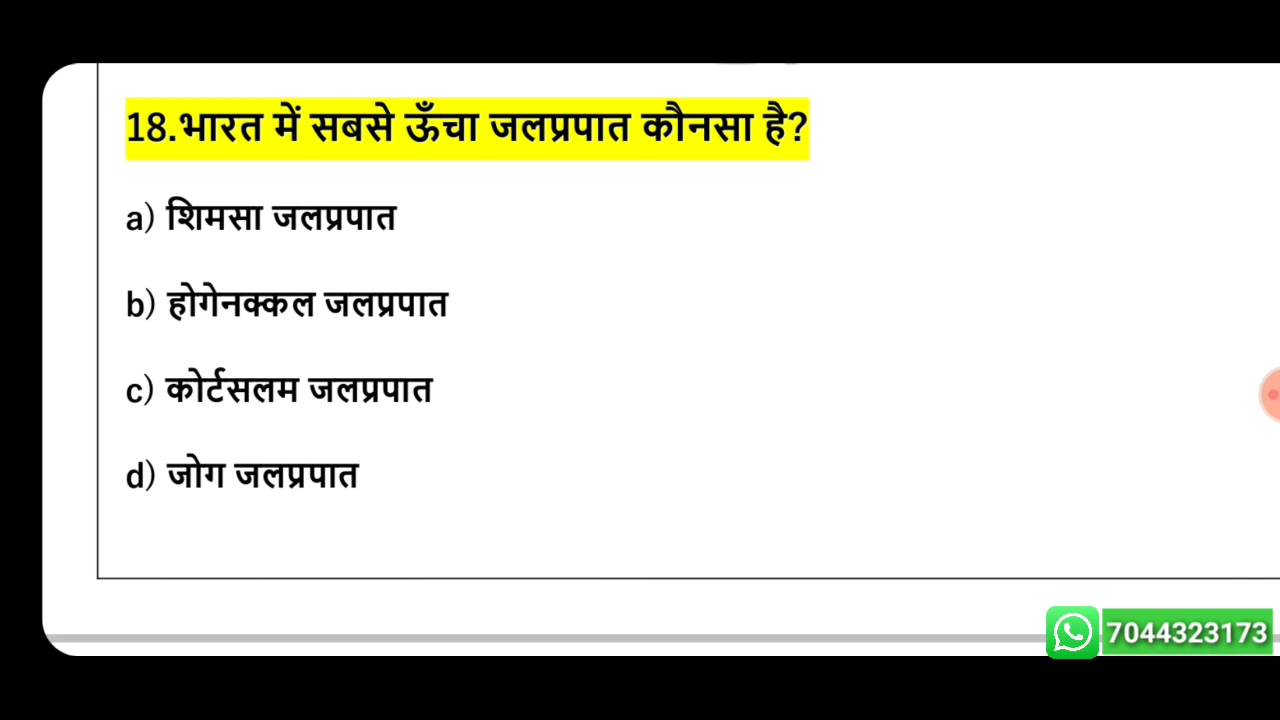 18.भारत में सबसे ऊँचा जलप्रपात कौनसा है?
a) शिमसा जलप्रपात
b) होगेनक्कल जलप्रपात
c) कोर्टसलम जलप्रपात
d) जोग जलप्रपात
7044323173